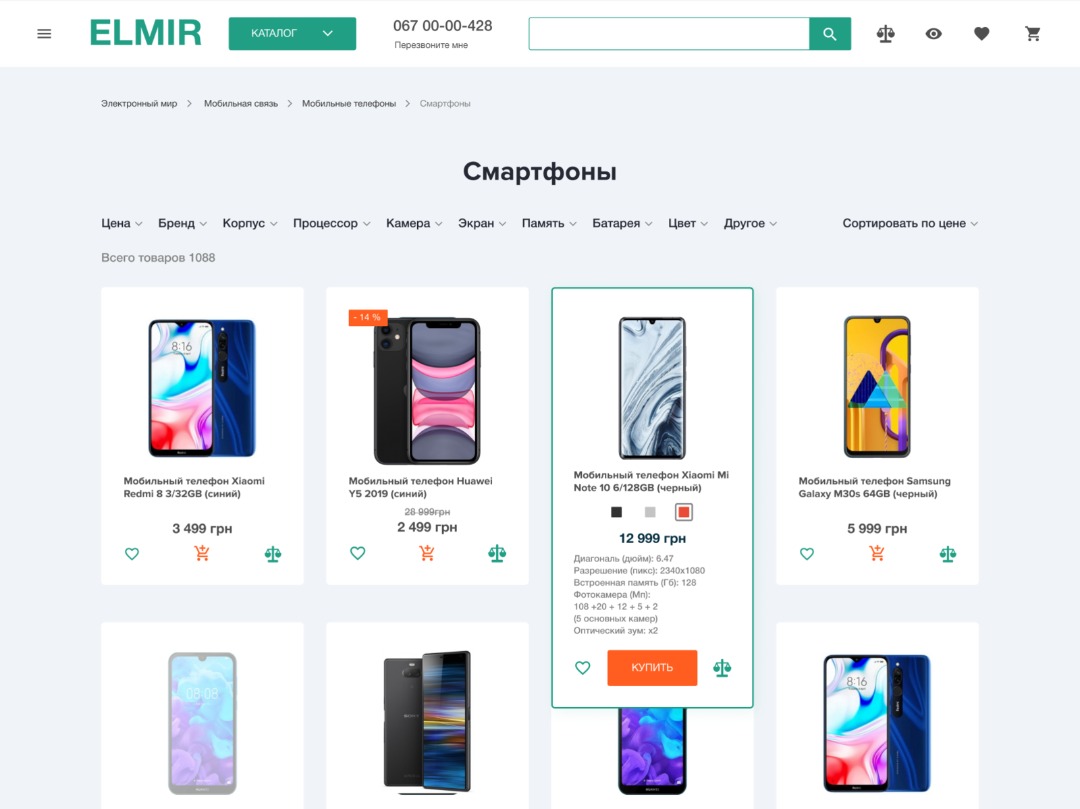 ELMIR
КАТАЛОГ
067 00-00-428
Перезвоните мне
Электронный мир
Мобильная связь
Мобильные телефоны
Смартфоны
Смартфоны
Цена
Бренд
Корпус
Процессор
Камера
Экран
Память
Батарея
Цвет
Другое
Сортировать по цене
Всего товаров 1088
8:16
Мобильный телефон Xiaomi
Redmi 8 3/32GB (синий)
3 499 грн
- 14 %
Мобильный телефон Huawei
Y5 2019 (синий)
28 999грн
2 499 грн
Мобильный телефон Xiaomi Mi
Note 10 6/128GB (черный)
12 999 грн
Диагональ (дюйм): 6.47
Разрешение (пикс): 2340x1080
Встроенная память (Гб): 128
Фотокамера (Мп):
108 +20 + 12 + 5 + 2
(5 основных камер)
Оптический зум: x2
КУПИТЬ
Мобильный телефон Samsung
Galaxy M30s 64GB (черный)
5 999 грн
08:08
SONY
8:16